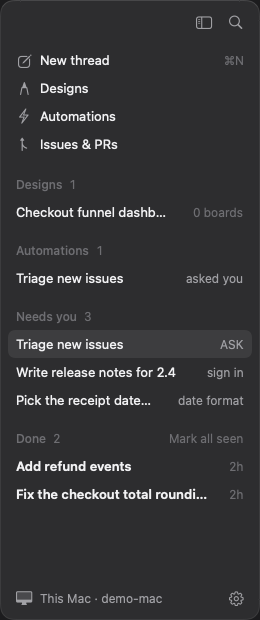 New thread ⌘N
Designs
Automations
Issues & PRs
Designs 1
Checkout funnel dashb... 0 boards
Automations 1
Triage new issues asked you
Needs you 3
Triage new issues ASK
Write release notes for 2.4 sign in
Pick the receipt date... date format
Done 2 Mark all seen
Add refund events 2h
Fix the checkout total roundi... 2h
This Mac · demo-mac